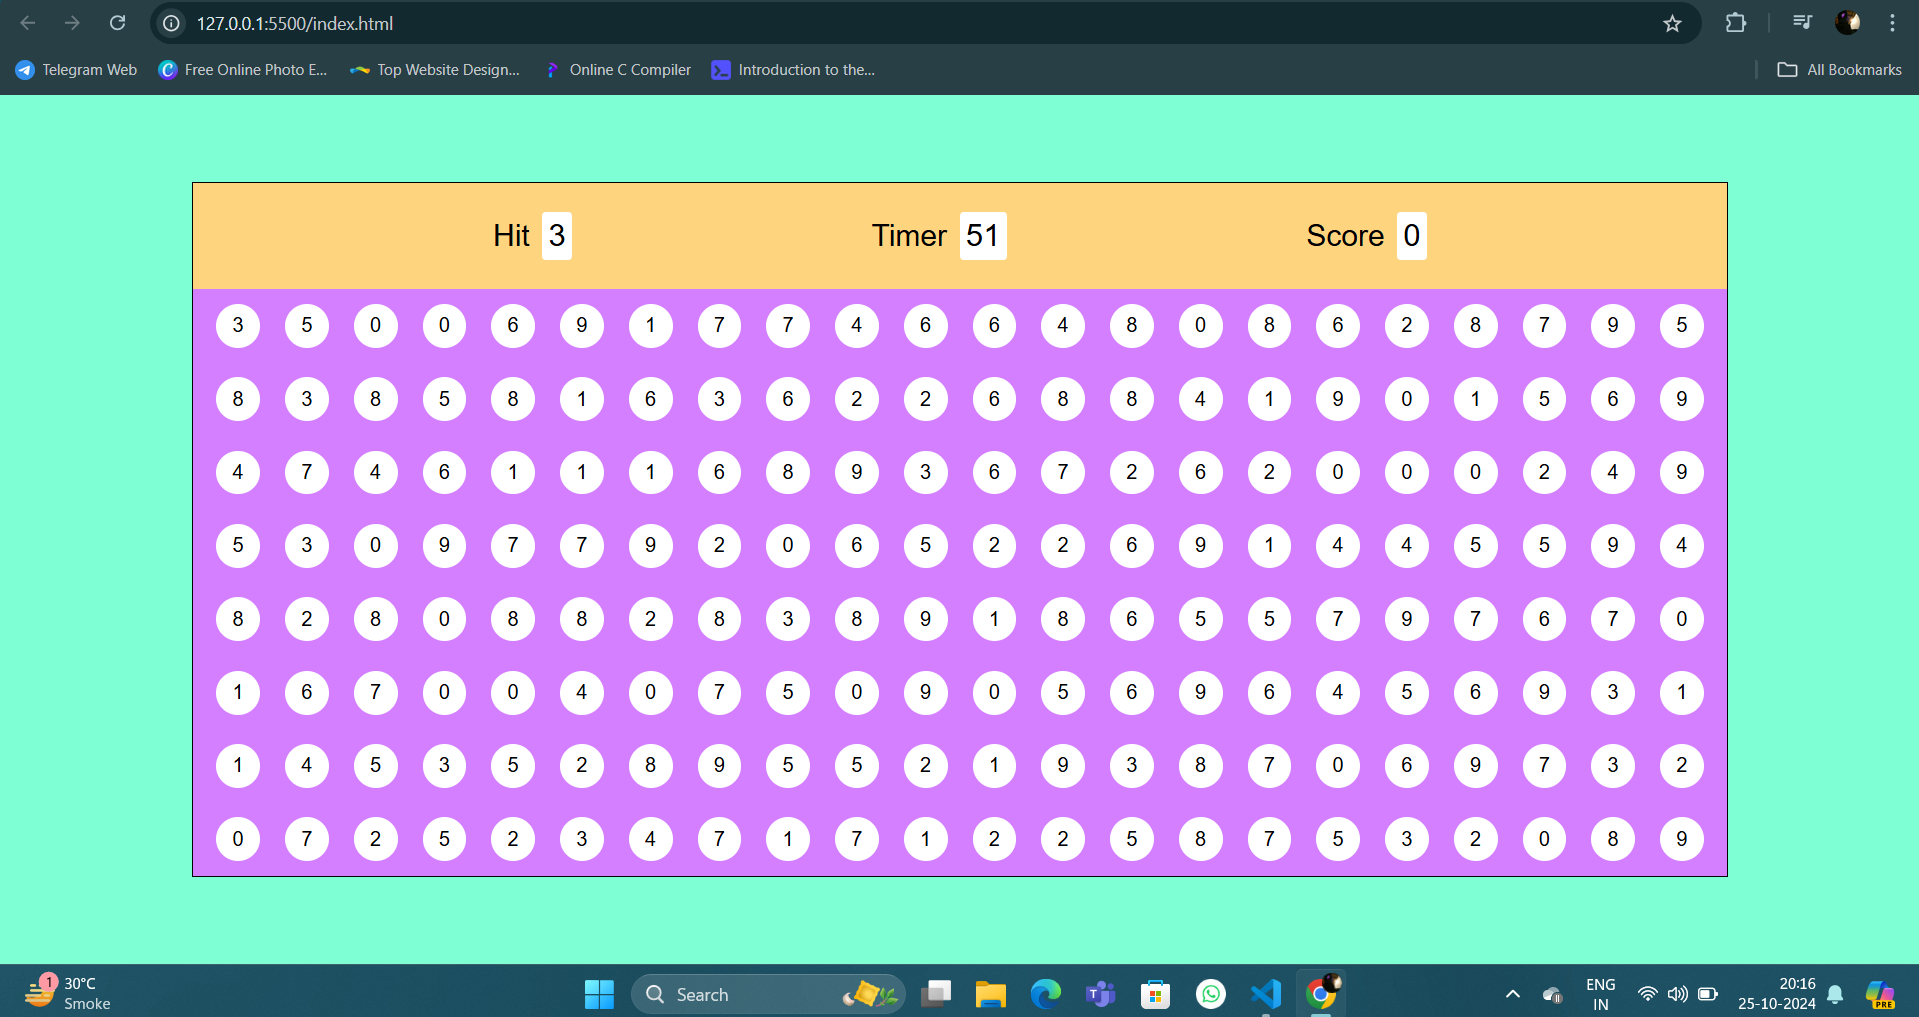 127.0.0.1:5500/index.html
Telegram Web Free Online Photo E... Top Website Design... Online C Compiler Introduction to the... All Bookmarks
Hit 3 Timer 51 Score 0
3 5 0 0 6 9 1 7 7 4 6 6 4 8 0 8 6 2 8 7 9 5
8 3 8 5 8 1 6 3 6 2 2 6 8 8 4 1 9 0 1 5 6 9
4 7 4 6 1 1 1 6 8 9 3 6 7 2 6 2 0 0 0 2 4 9
5 3 0 9 7 7 9 2 0 6 5 2 2 6 9 1 4 4 5 5 9 4
8 2 8 0 8 8 2 8 3 8 9 1 8 6 5 5 7 9 7 6 7 0
1 6 7 0 0 4 0 7 5 0 9 0 5 6 9 6 4 5 6 9 3 1
1 4 5 3 5 2 8 9 5 5 2 1 9 3 8 7 0 6 9 7 3 2
0 7 2 5 2 3 4 7 1 7 1 2 2 5 8 7 5 3 2 0 8 9
1 30°C
Smoke
Search
ENG
IN
20:16
25-10-2024
PRE